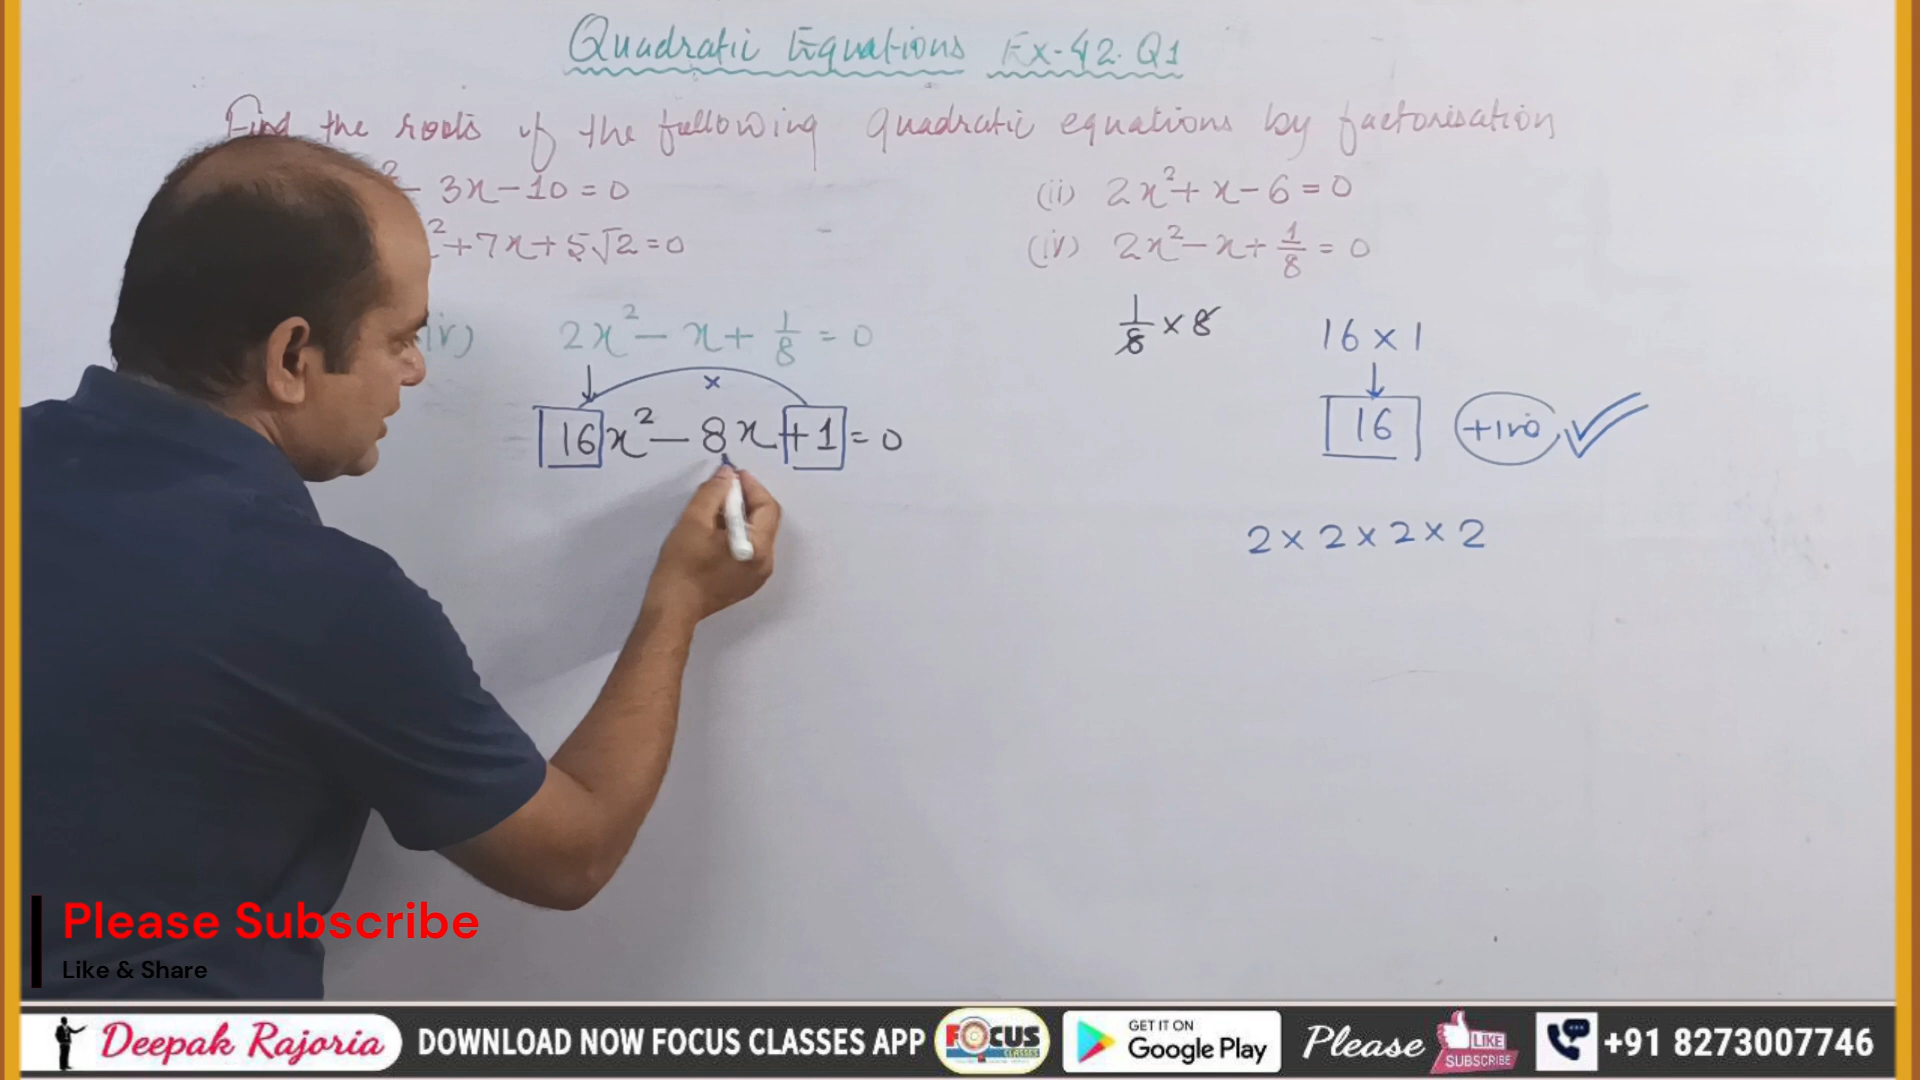 Quadratic Equations Ex-4.2. Q1
Find the roots of the following quadratic equations by factorisation
² - 3x - 10 = 0
(ii) 2x² + x - 6 = 0
² + 7x + 5√2 = 0
(iv) 2x² - x + 1/8 = 0
iv) 2x² - x + 1/8 = 0
1/8 × 8
16 × 1
×
16x² - 8x + 1 = 0
16 +ive
2 × 2 × 2 × 2
Please Subscribe
Like & Share
Deepak Rajoria
DOWNLOAD NOW FOCUS CLASSES APP
FOCUS
CLASSES
GET IT ON
Google Play
Please
LIKE
SUBSCRIBE
+91 8273007746